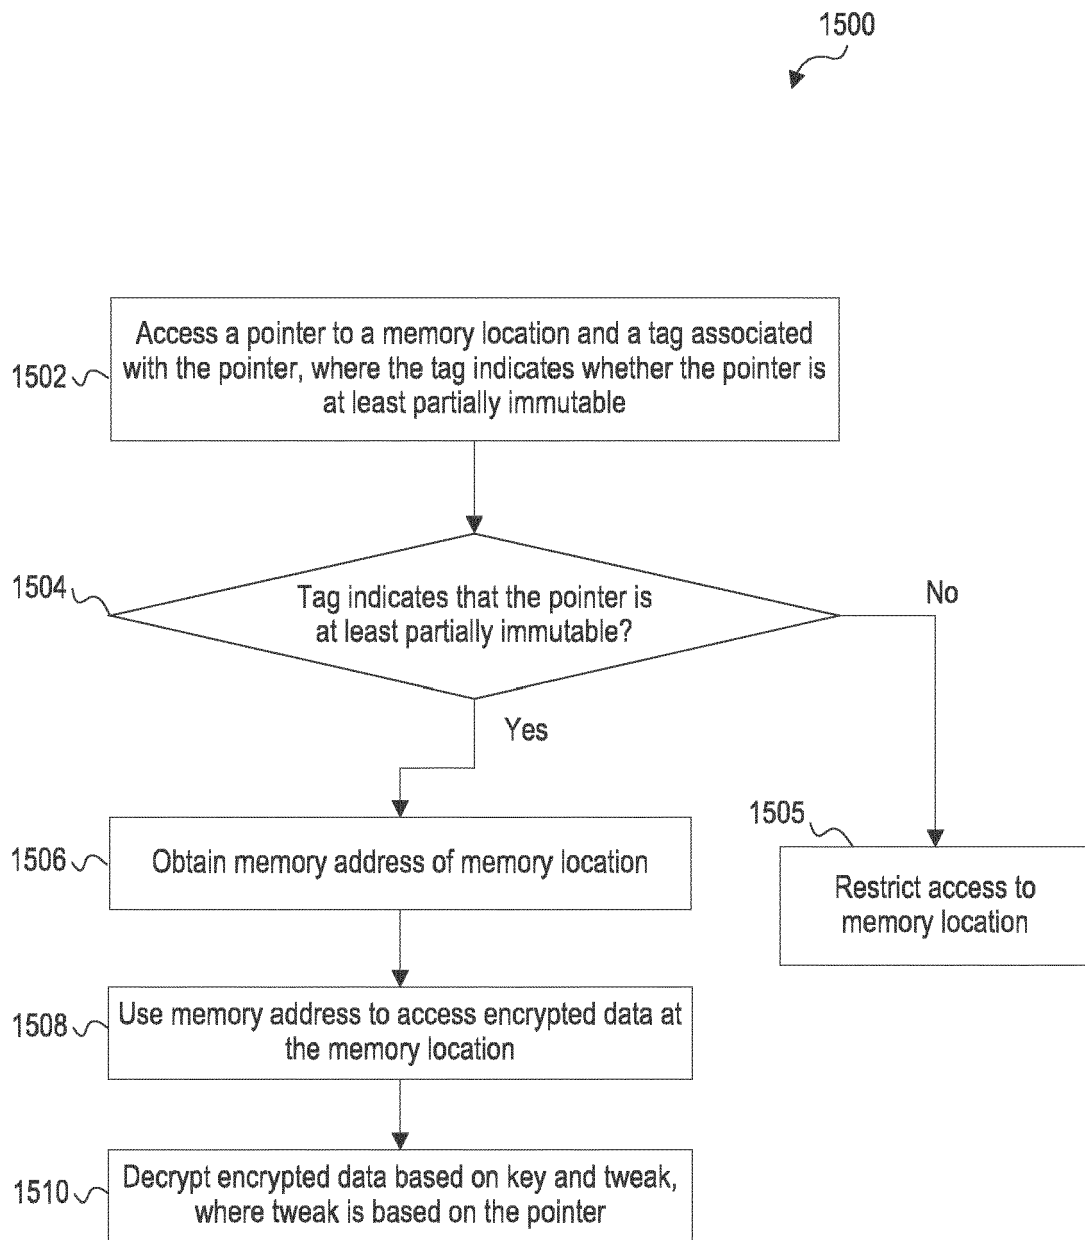 1500
Access a pointer to a memory location and a tag associated
with the pointer, where the tag indicates whether the pointer is
at least partially immutable
1502
1504
Tag indicates that the pointer is
at least partially immutable?
No
Yes
1505
1506
Obtain memory address of memory location
Restrict access to
memory location
1508
Use memory address to access encrypted data at
the memory location
1510
Decrypt encrypted data based on key and tweak,
where tweak is based on the pointer